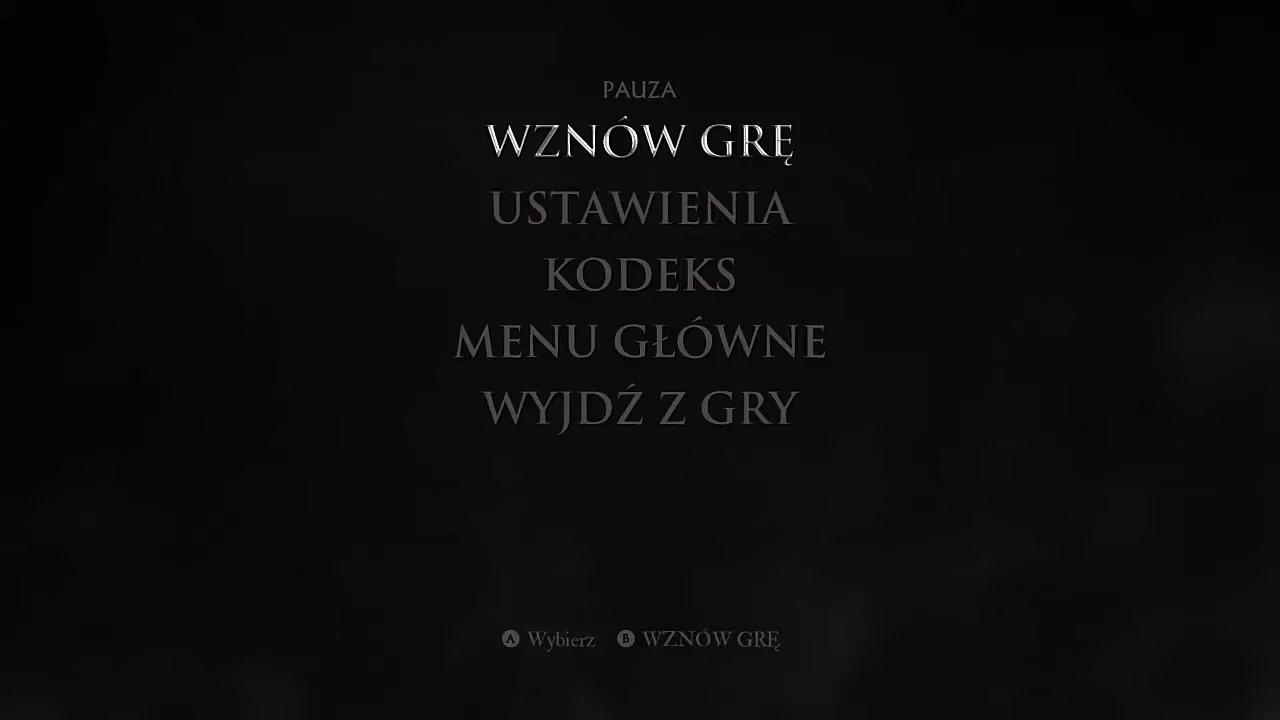 PAUZA
WZNÓW GRĘ
USTAWIENIA
KODEKS
MENU GŁÓWNE
WYJDŹ Z GRY
A Wybierz B WZNÓW GRĘ